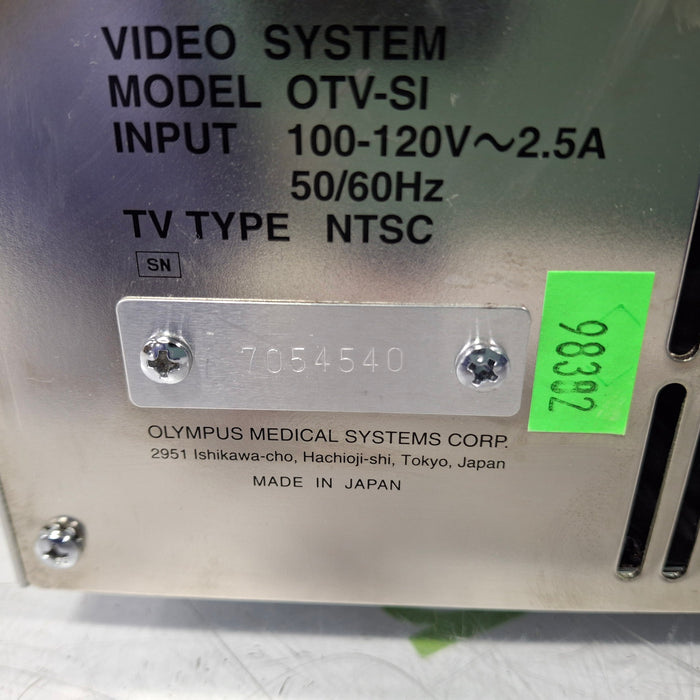 VIDEO SYSTEM
MODEL OTV-SI
INPUT 100-120V～2.5A
50/60Hz
TV TYPE NTSC
SN
7054540
98382
OLYMPUS MEDICAL SYSTEMS CORP.
2951 Ishikawa-cho, Hachioji-shi, Tokyo, Japan
MADE IN JAPAN